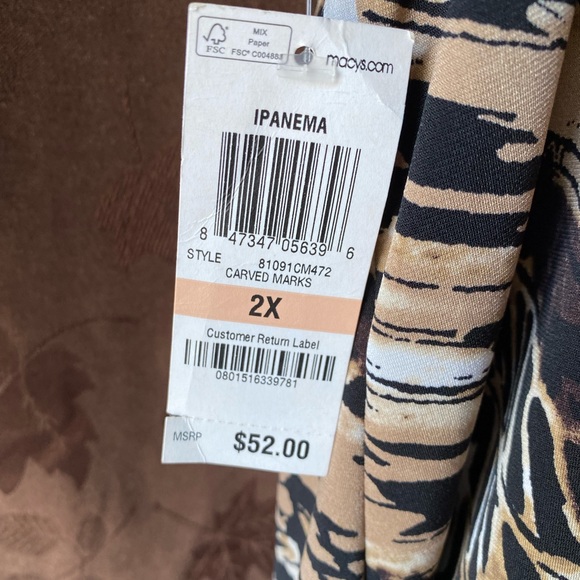 MIX
Paper
FSC
FSC® C004883
macys.com
IPANEMA
8 47347 05639 6
STYLE 81091CM472
CARVED MARKS
2X
Customer Return Label
0801516339781
MSRP $52.00